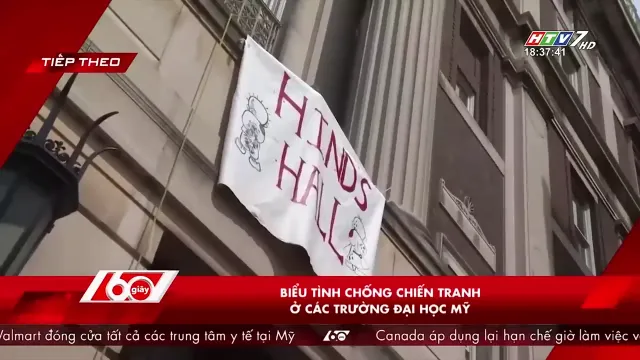 TIẾP THEO
HTV7 HD
18:37:41
HIND'S
HALL
60 giây
BIỂU TÌNH CHỐNG CHIẾN TRANH
Ở CÁC TRƯỜNG ĐẠI HỌC MỸ
Walmart đóng cửa tất cả các trung tâm y tế tại Mỹ 60 Canada áp dụng lại hạn chế giờ làm việc